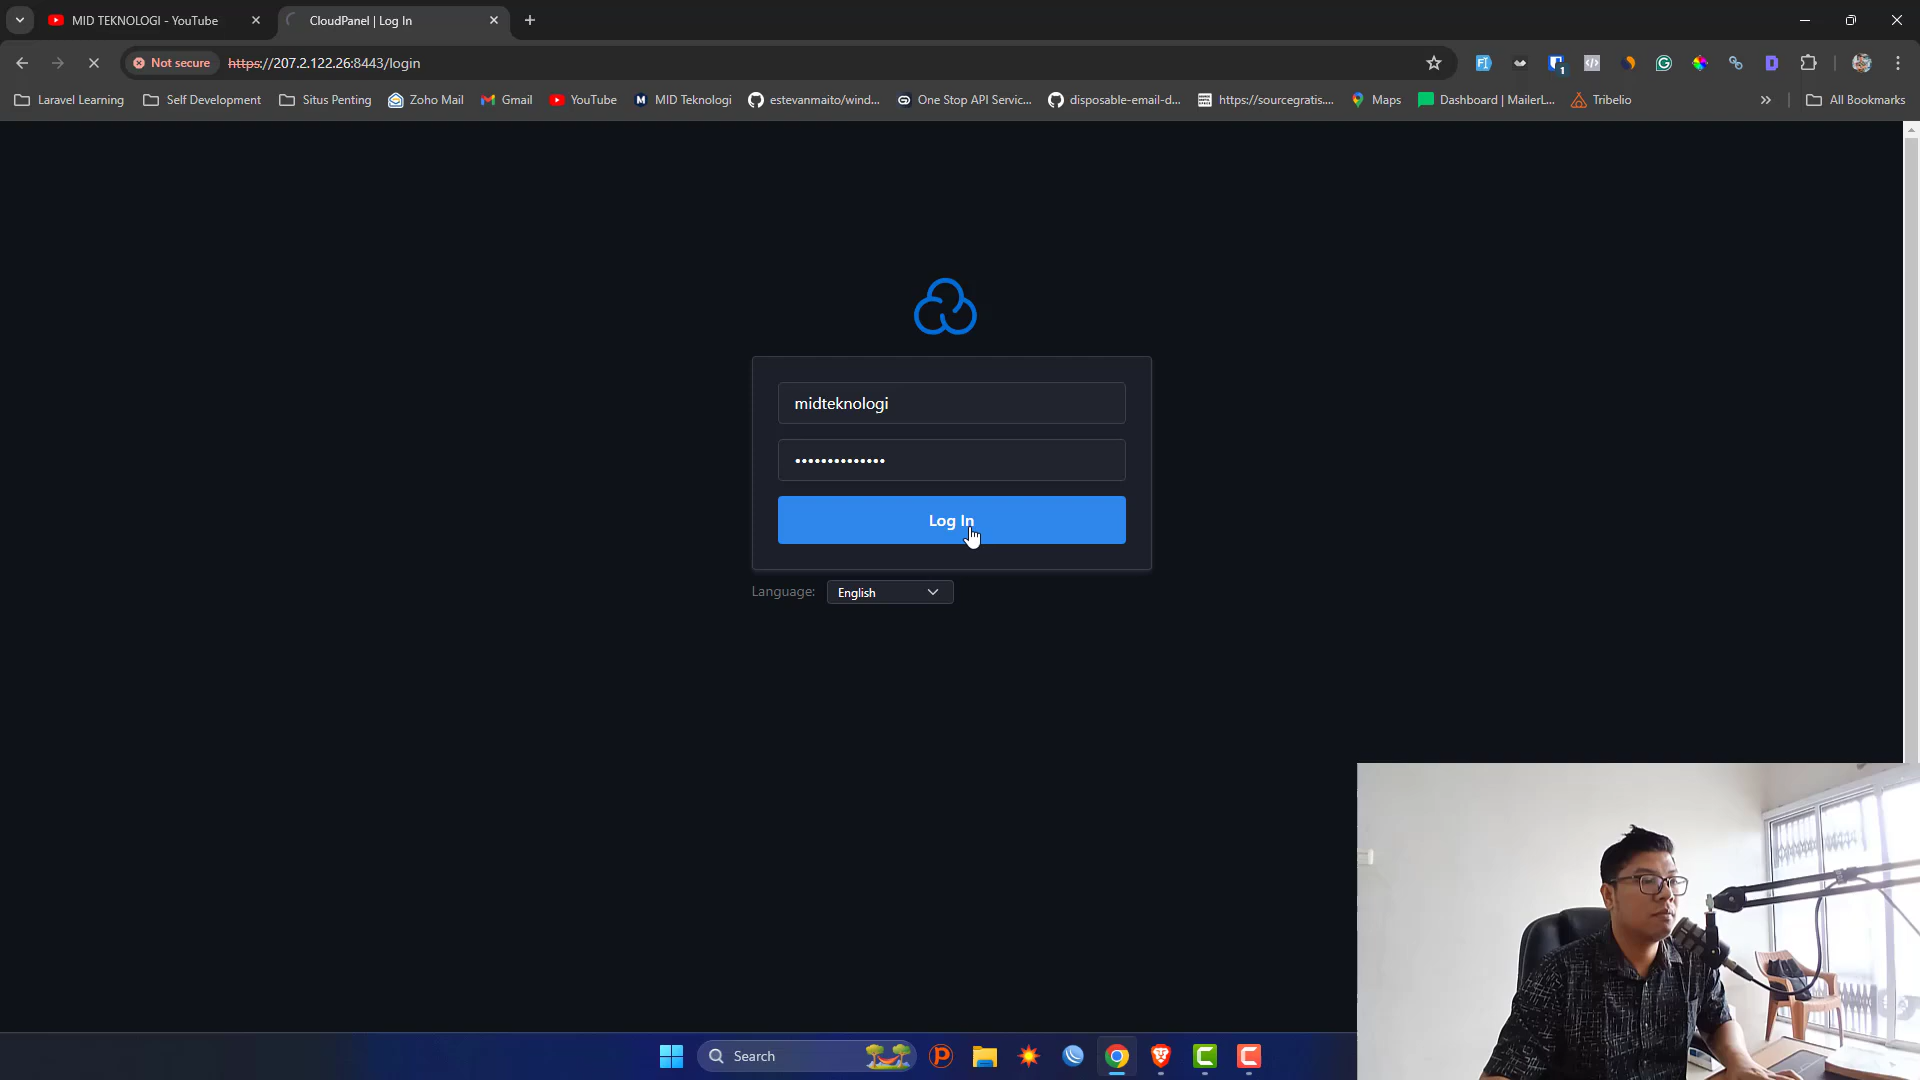 MID TEKNOLOGI - YouTube
CloudPanel | Log In
Not secure
https://207.2.122.26:8443/login
1
Laravel Learning
Self Development
Situs Penting
Zoho Mail
Gmail
YouTube
MID Teknologi
estevanmaito/wind...
One Stop API Servic...
disposable-email-d...
https://sourcegratis....
Maps
Dashboard | MailerL...
Tribelio
All Bookmarks
midteknologi
••••••••••••••
Log In
Language:
English
Search